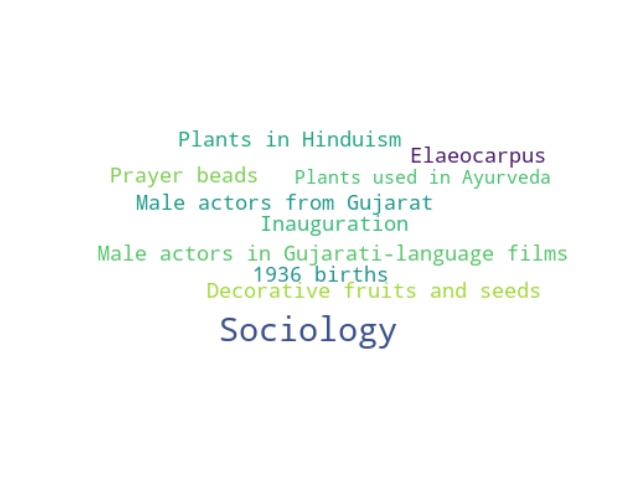 Plants in Hinduism
Elaeocarpus
Prayer beads
Plants used in Ayurveda
Male actors from Gujarat
Inauguration
Male actors in Gujarati-language films
1936 births
Decorative fruits and seeds
Sociology